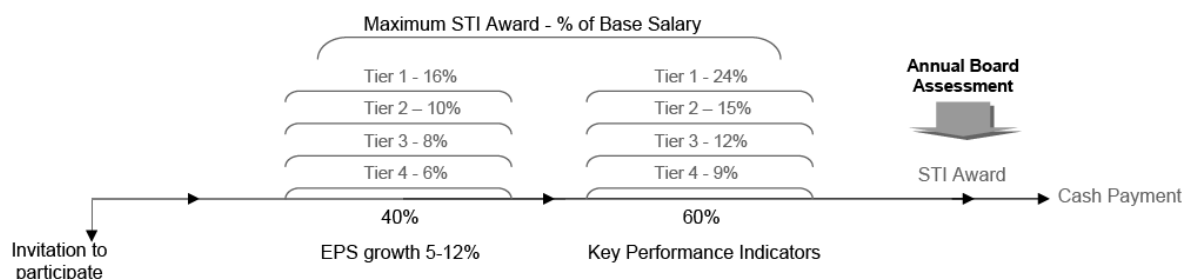 Maximum STI Award - % of Base Salary
Tier 1 - 16%
Tier 2 – 10%
Tier 3 - 8%
Tier 4 - 6%
Tier 1 - 24%
Tier 2 – 15%
Tier 3 - 12%
Tier 4 - 9%
Annual Board
Assessment
STI Award
Cash Payment
40%
60%
EPS growth 5-12%
Key Performance Indicators
Invitation to
participate